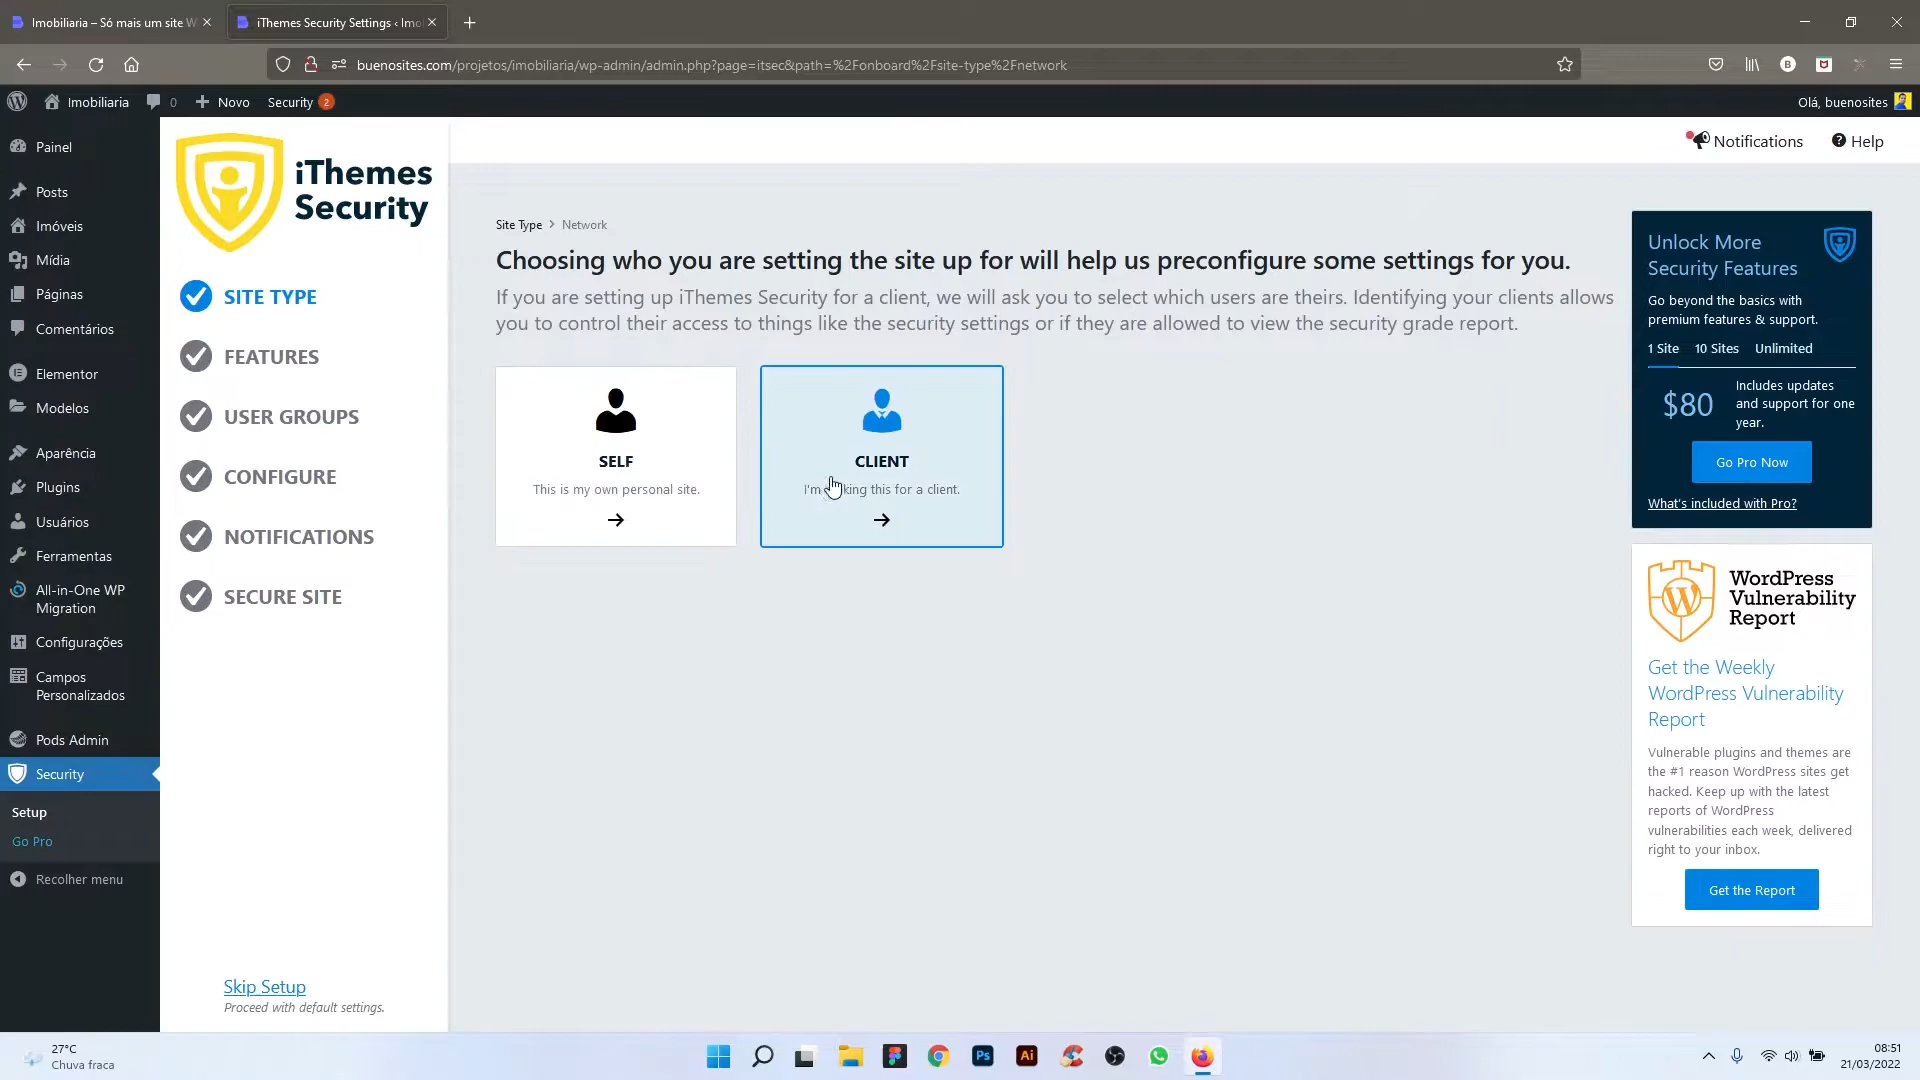 Imobiliaria – Só mais um site W
iThemes Security Settings ‹ Imo
buenosites.com/projetos/imobiliaria/wp-admin/admin.php?page=itsec&path=%2Fonboard%2Fsite-type%2Fnetwork
Imobiliaria
0
Novo
Security 2
Olá, buenosites
Painel
Posts
Imóveis
Mídia
Páginas
Comentários
Elementor
Modelos
Aparência
Plugins
Usuários
Ferramentas
All-in-One WP
Migration
Configurações
Campos
Personalizados
Pods Admin
Security
Setup
Go Pro
Recolher menu
iThemes
Security
SITE TYPE
FEATURES
USER GROUPS
CONFIGURE
NOTIFICATIONS
SECURE SITE
Skip Setup
Proceed with default settings.
Notifications
Help
Site Type > Network
Choosing who you are setting the site up for will help us preconfigure some settings for you.
If you are setting up iThemes Security for a client, we will ask you to select which users are theirs. Identifying your clients allows
you to control their access to things like the security settings or if they are allowed to view the security grade report.
SELF
This is my own personal site.
CLIENT
I'm king this for a client.
Unlock More
Security Features
Go beyond the basics with
premium features & support.
1 Site 10 Sites Unlimited
$80
Includes updates
and support for one
year.
Go Pro Now
What's included with Pro?
WordPress
Vulnerability
Report
Get the Weekly
WordPress Vulnerability
Report
Vulnerable plugins and themes are
the #1 reason WordPress sites get
hacked. Keep up with the latest
reports of WordPress
vulnerabilities each week, delivered
right to your inbox.
Get the Report
27°C
Chuva fraca
Ps
Ai
08:51
21/03/2022